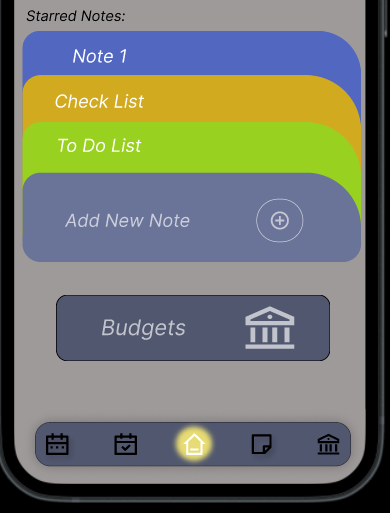 Starred Notes:
Note 1
Check List
To Do List
Add New Note
Budgets